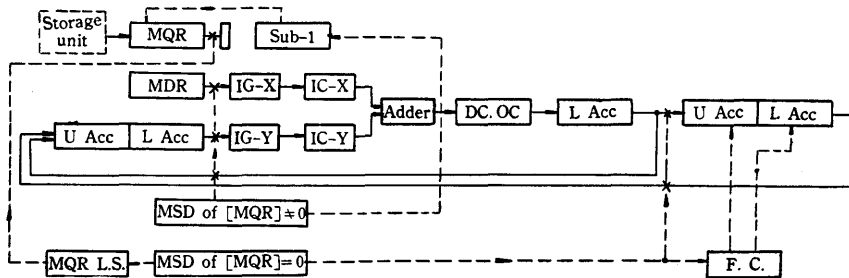 Storage
unit
MQR
Sub-1
MDR
IG-X
IC-X
Adder
DC. OC
L Acc
U Acc
L Acc
U Acc
L Acc
IG-Y
IC-Y
MSD of [MQR]≠0
MQR L.S.
MSD of [MQR]=0
F. C.